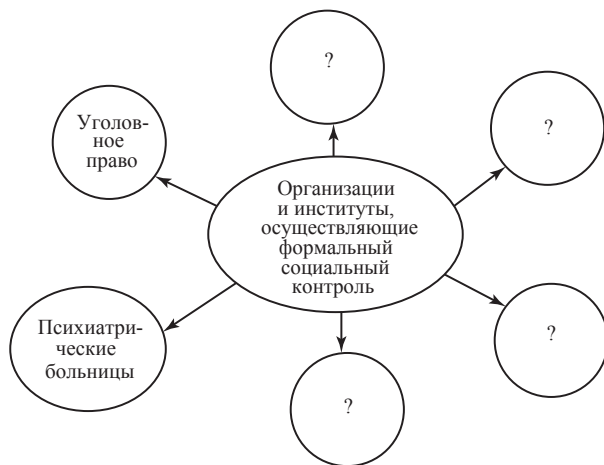 ?
Уголов-
ное
право
?
Организации
и институты,
осуществляющие
формальный
социальный
контроль
?
Психиатри-
ческие
больницы
?